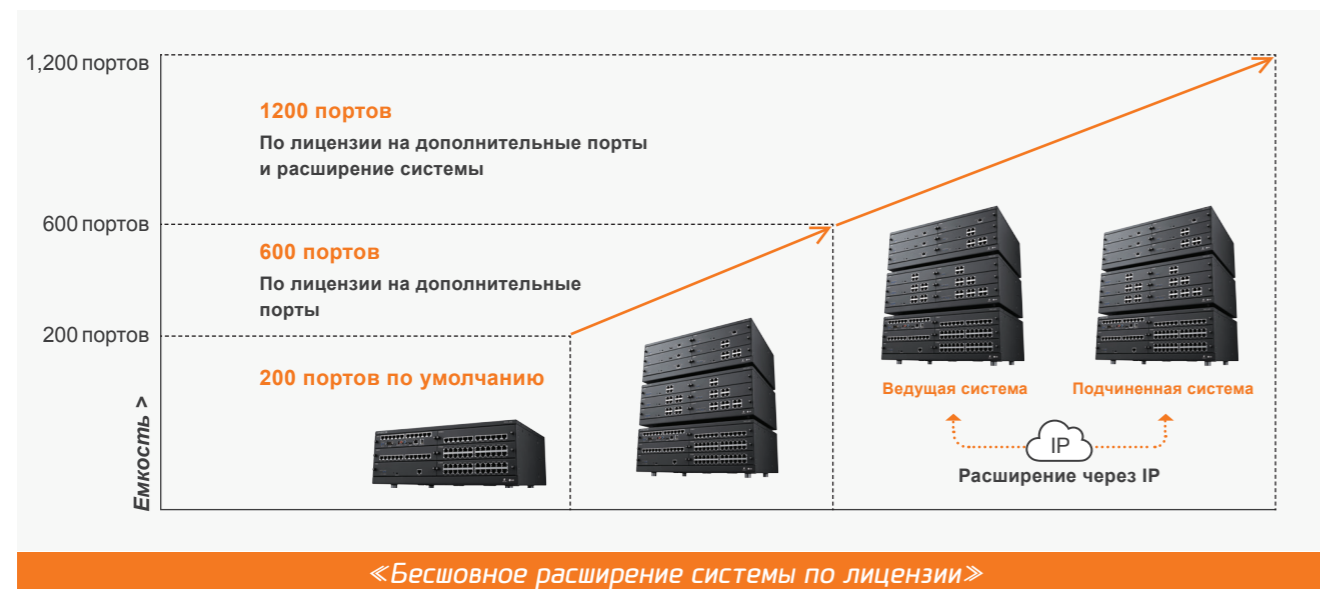 1,200 портов
1200 портов
По лицензии на дополнительные порты
и расширение системы
600 портов
600 портов
По лицензии на дополнительные
порты
200 портов
200 портов по умолчанию
Емкость >
Ведущая система
Подчиненная система
IP
Расширение через IP
≪Бесшовное расширение системы по лицензии≫